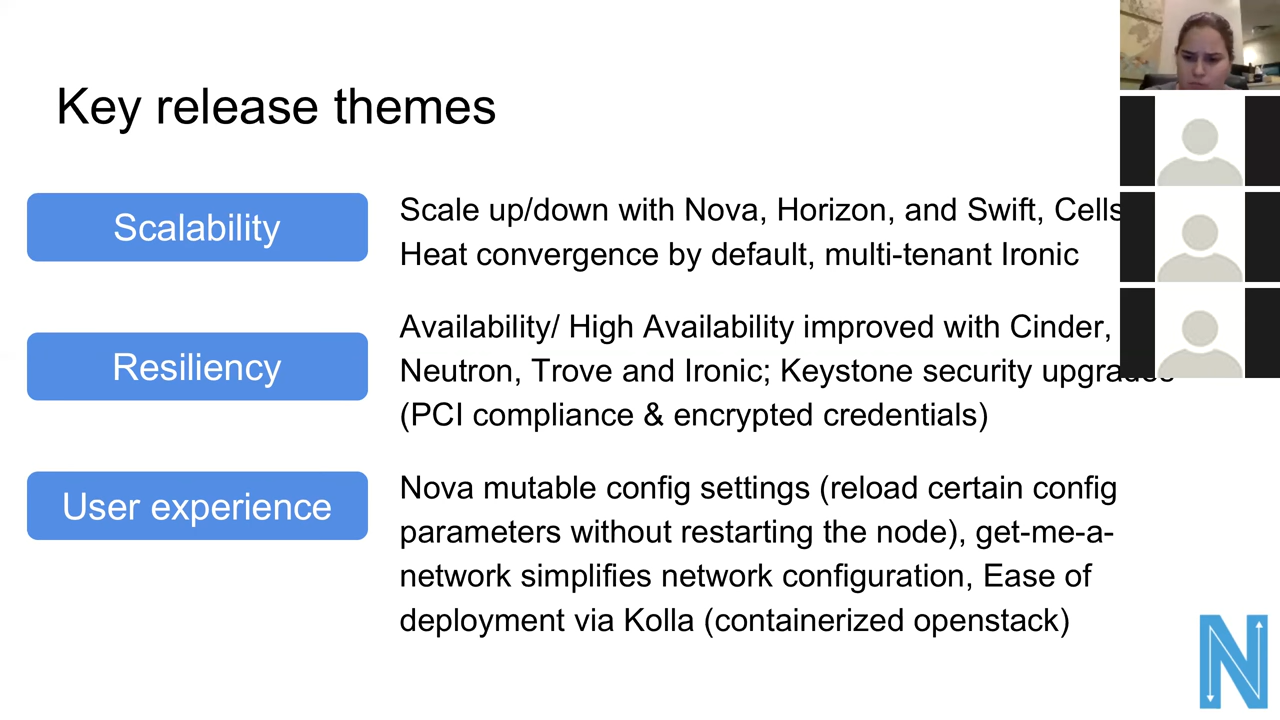 Key release themes
Scalability
Scale up/down with Nova, Horizon, and Swift, Cells
Heat convergence by default, multi-tenant Ironic
Resiliency
Availability/ High Availability improved with Cinder,
Neutron, Trove and Ironic; Keystone security upgrades
(PCI compliance & encrypted credentials)
User experience
Nova mutable config settings (reload certain config
parameters without restarting the node), get-me-a-
network simplifies network configuration, Ease of
deployment via Kolla (containerized openstack)
N